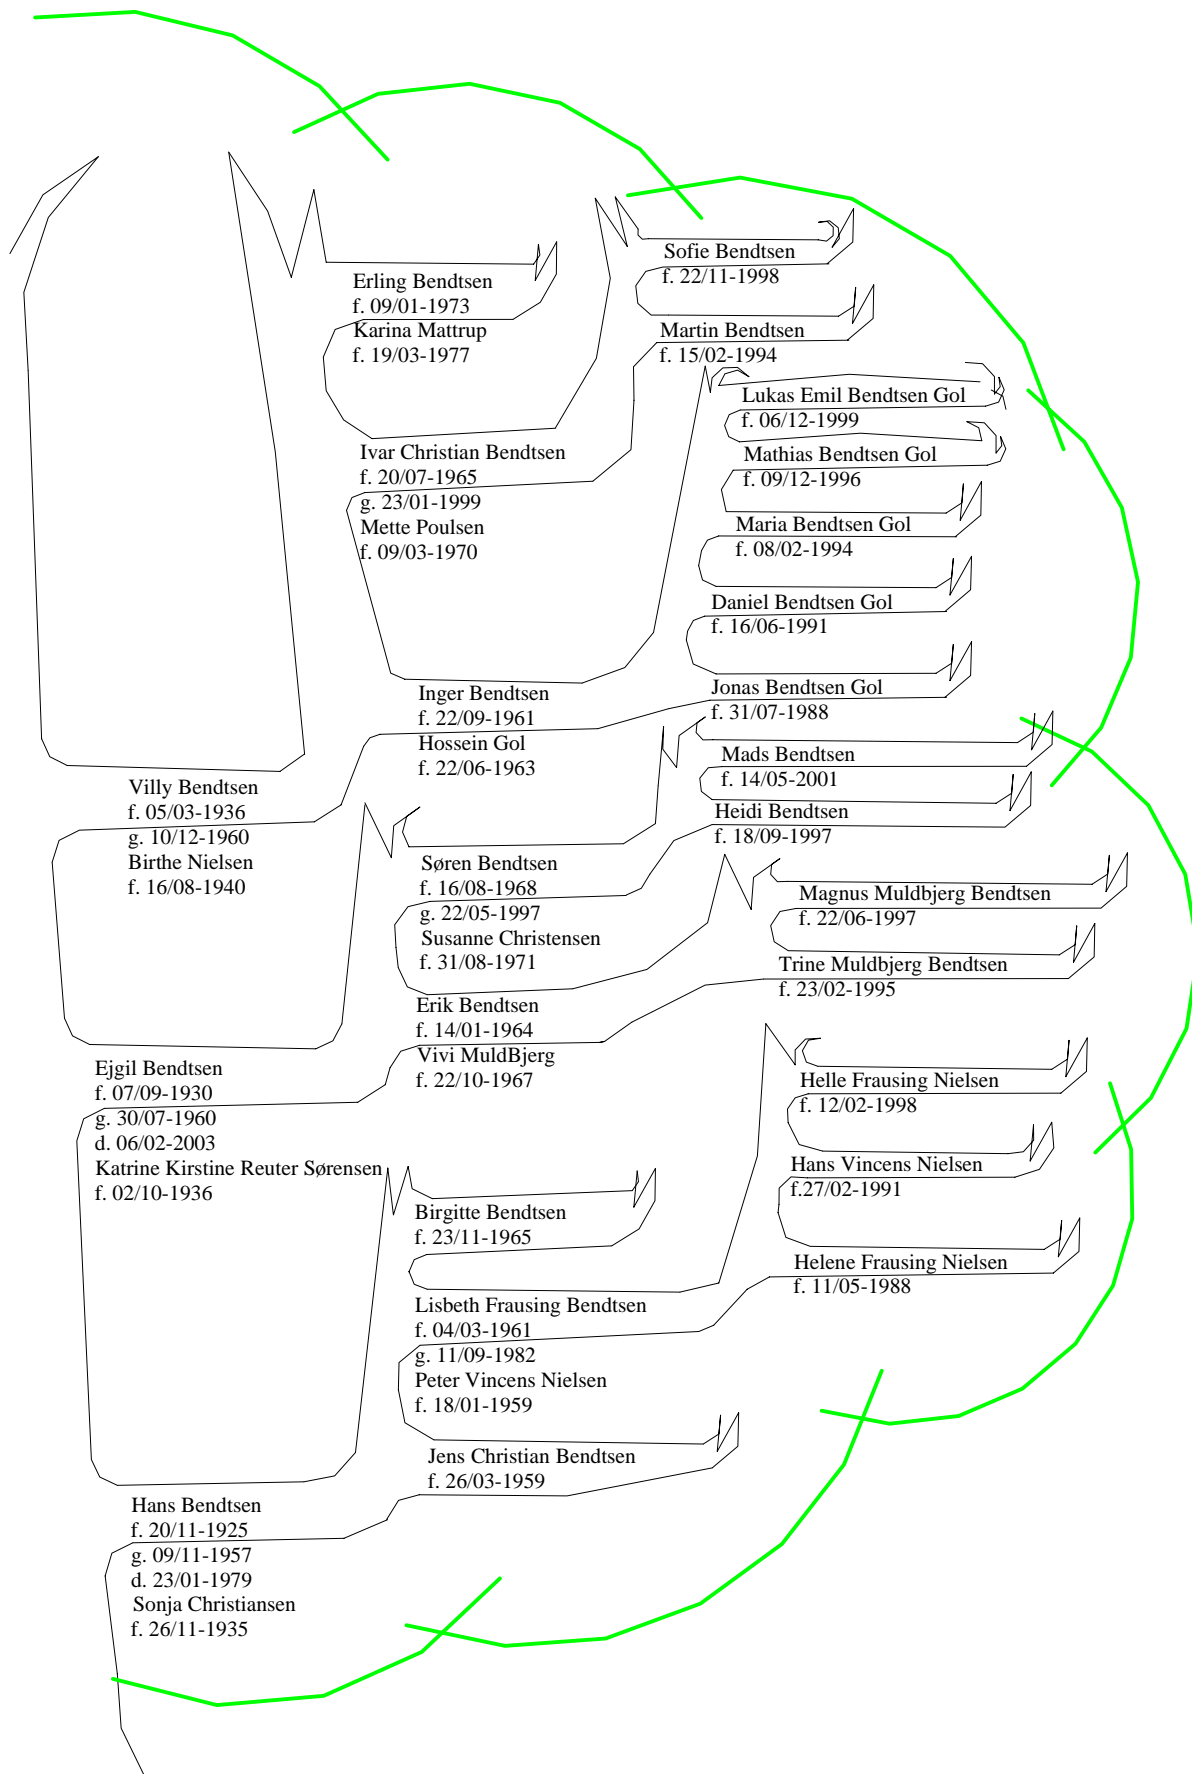 Sofie Bendtsen
f. 22/11-1998
Erling Bendtsen
f. 09/01-1973
Karina Mattrup
f. 19/03-1977
Martin Bendtsen
f. 15/02-1994
Lukas Emil Bendtsen Gol
f. 06/12-1999
Mathias Bendtsen Gol
f. 09/12-1996
Ivar Christian Bendtsen
f. 20/07-1965
g. 23/01-1999
Mette Poulsen
f. 09/03-1970
Maria Bendtsen Gol
f. 08/02-1994
Daniel Bendtsen Gol
f. 16/06-1991
Jonas Bendtsen Gol
f. 31/07-1988
Inger Bendtsen
f. 22/09-1961
Hossein Gol
f. 22/06-1963
Mads Bendtsen
f. 14/05-2001
Heidi Bendtsen
f. 18/09-1997
Villy Bendtsen
f. 05/03-1936
g. 10/12-1960
Birthe Nielsen
f. 16/08-1940
Søren Bendtsen
f. 16/08-1968
g. 22/05-1997
Susanne Christensen
f. 31/08-1971
Magnus Muldbjerg Bendtsen
f. 22/06-1997
Trine Muldbjerg Bendtsen
f. 23/02-1995
Erik Bendtsen
f. 14/01-1964
Vivi MuldBjerg
f. 22/10-1967
Ejgil Bendtsen
f. 07/09-1930
g. 30/07-1960
d. 06/02-2003
Katrine Kirstine Reuter Sørensen
f. 02/10-1936
Helle Frausing Nielsen
f. 12/02-1998
Hans Vincens Nielsen
f.27/02-1991
Helene Frausing Nielsen
f. 11/05-1988
Birgitte Bendtsen
f. 23/11-1965
Lisbeth Frausing Bendtsen
f. 04/03-1961
g. 11/09-1982
Peter Vincens Nielsen
f. 18/01-1959
Jens Christian Bendtsen
f. 26/03-1959
Hans Bendtsen
f. 20/11-1925
g. 09/11-1957
d. 23/01-1979
Sonja Christiansen
f. 26/11-1935